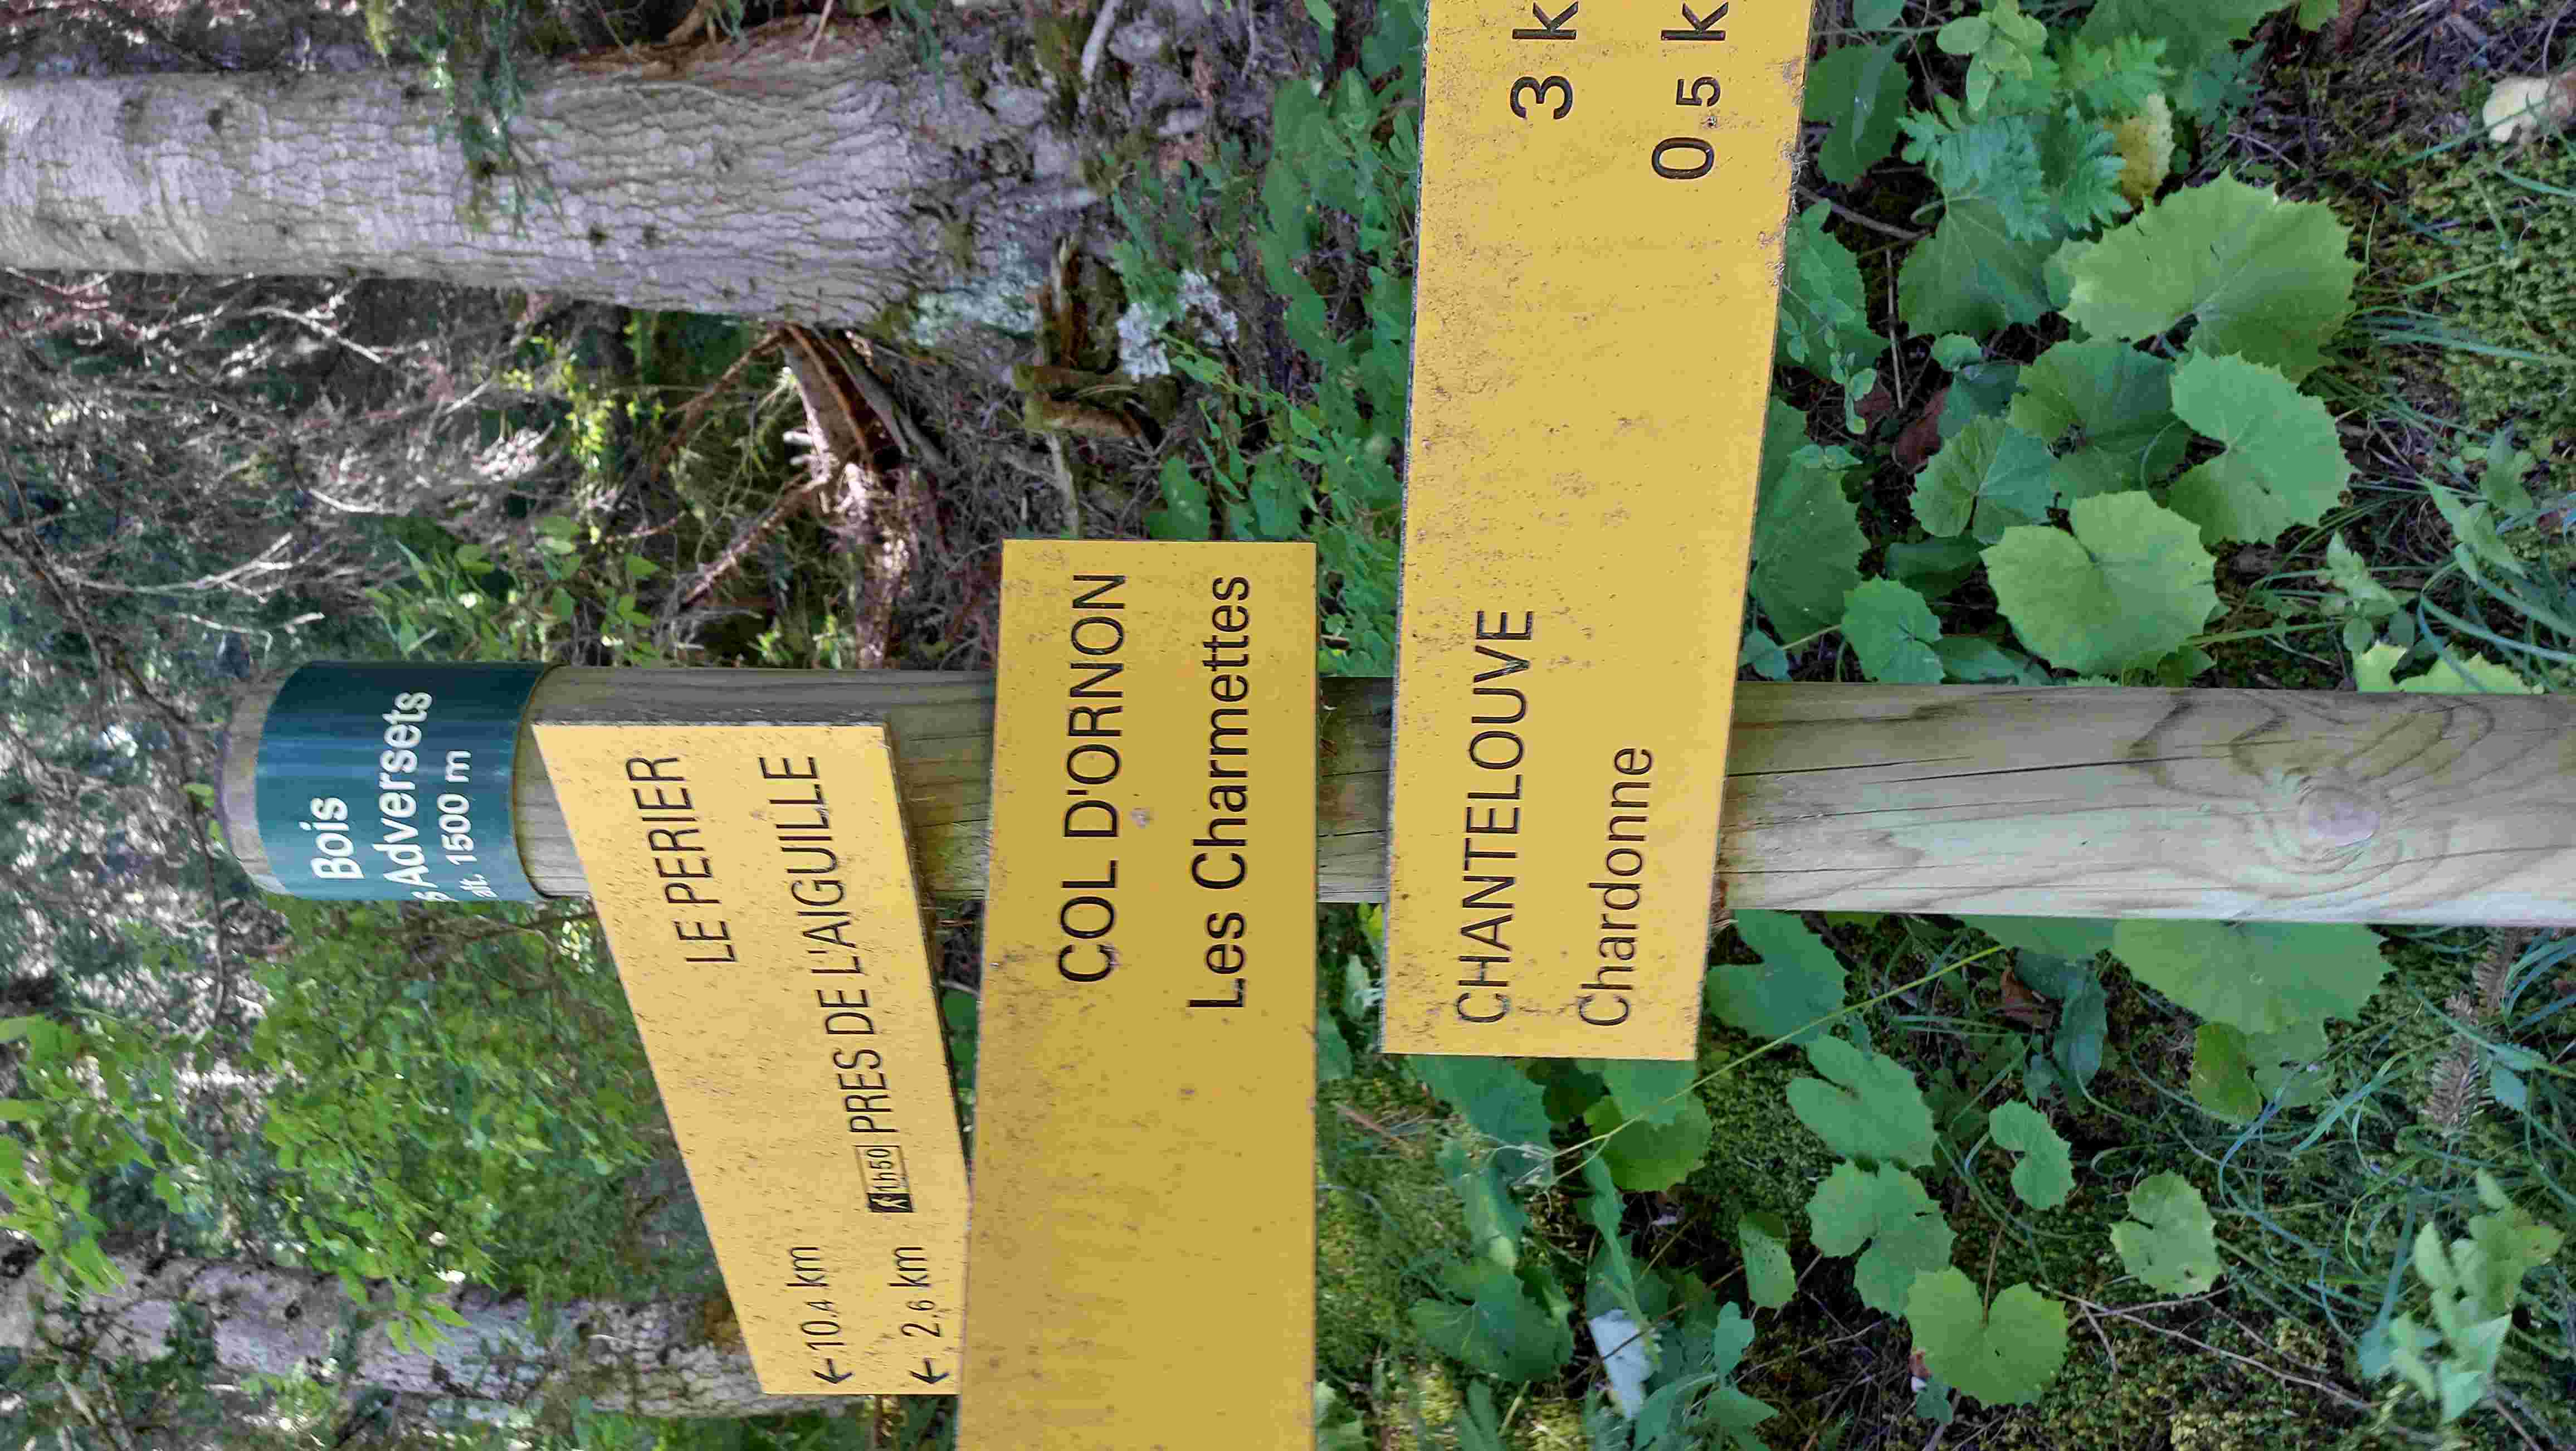 Bois
s Adversets
alt. 1500 m
LE PERIER
← 10.4 km
← 2.6 km 1h50 PRES DE L'AIGUILLE
COL D'ORNON
Les Charmettes
CHANTELOUVE 3 k
Chardonne 0.5 k